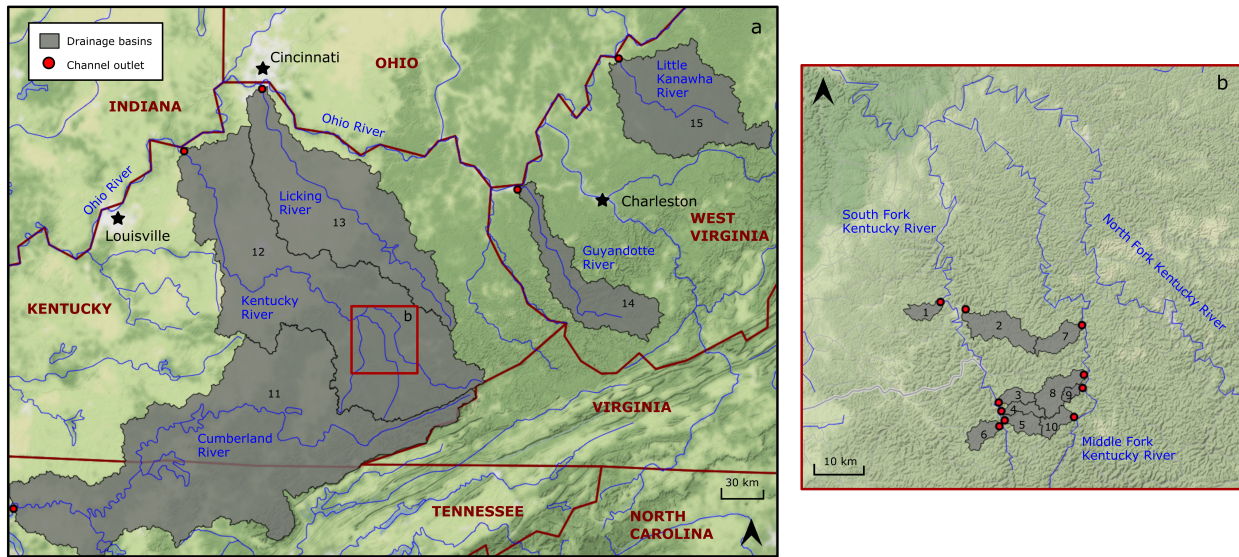 a
Drainage basins
Channel outlet
Cincinnati
OHIO
INDIANA
Ohio River
Little
Kanawha
River
15
Ohio River
Louisville
Licking
River
13
12
Charleston
WEST
VIRGINIA
Guyandotte
River
14
KENTUCKY
Kentucky
River
b
11
Cumberland
River
VIRGINIA
TENNESSEE
NORTH
CAROLINA
30 km
b
South Fork
Kentucky River
North Fork Kentucky River
1
2
7
3
8
9
4
5
10
6
Middle Fork
Kentucky River
10 km